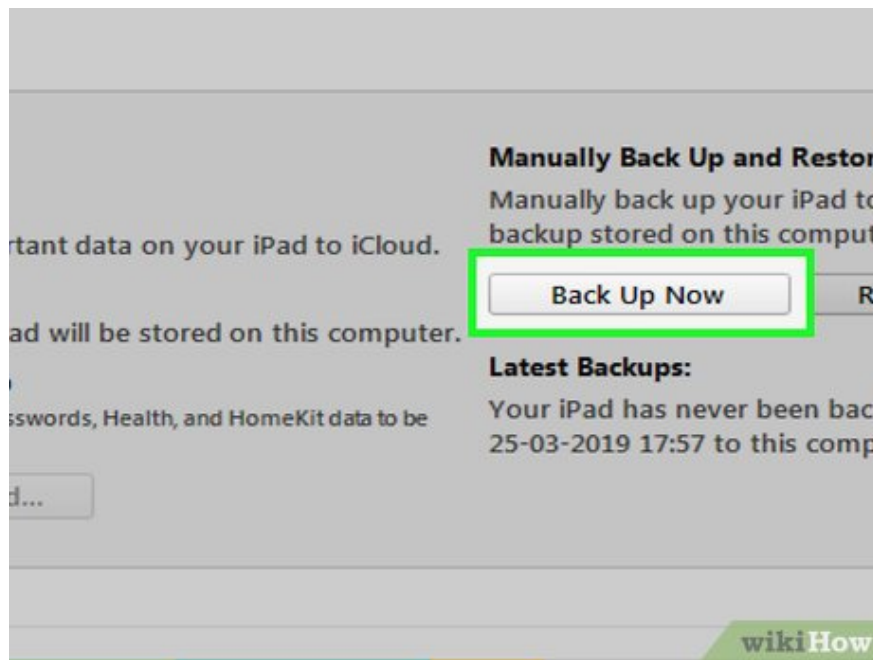 rtant data on your iPad to iCloud.
ad will be stored on this computer.
sswords, Health, and HomeKit data to be
d...
Manually Back Up and Restor
Manually back up your iPad to
backup stored on this comput
Back Up Now
R
Latest Backups:
Your iPad has never been bac
25-03-2019 17:57 to this comp
wikiHow